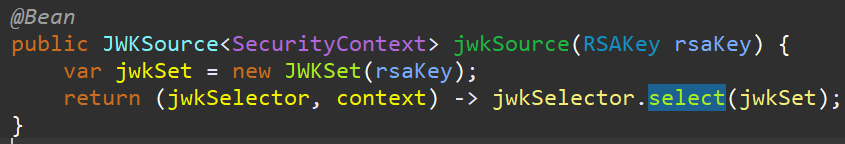 @Bean
public JWKSource<SecurityContext> jwkSource(RSAKey rsaKey) {
    var jwkSet = new JWKSet(rsaKey);
    return (jwkSelector, context) -> jwkSelector.select(jwkSet);
}